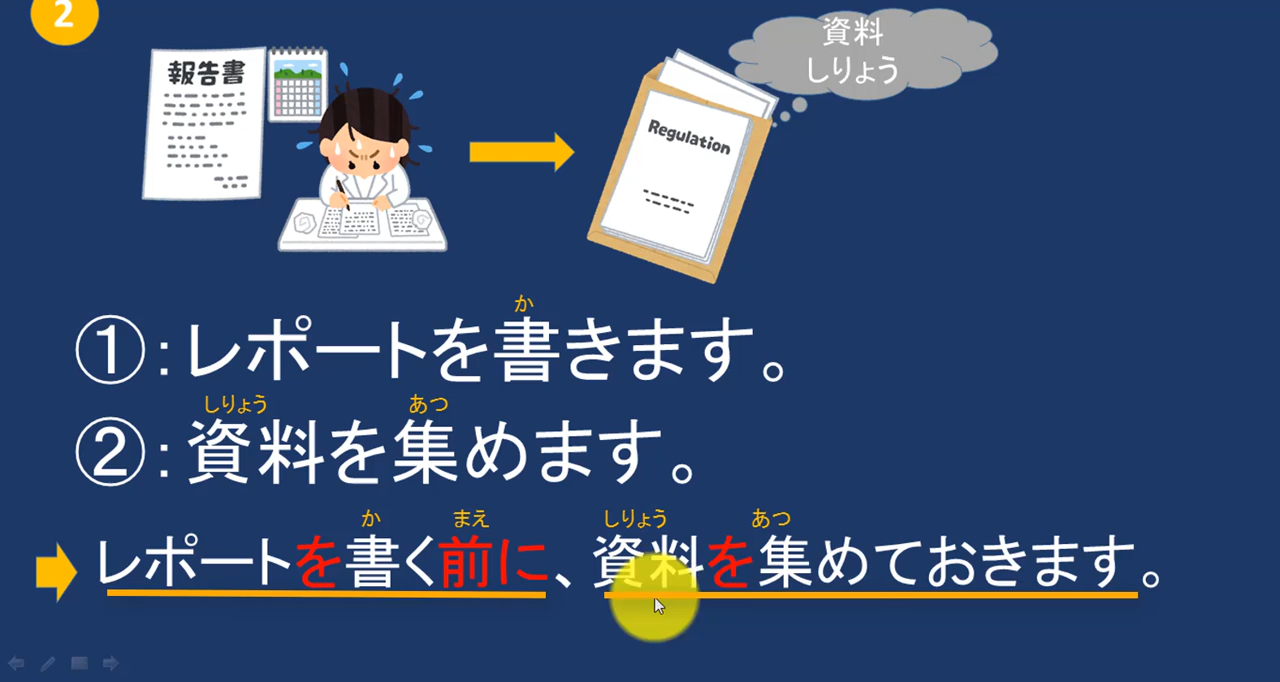 2
報告書
資料
しりょう
Regulation
か
①:レポートを書きます。
しりょう あつ
②:資料を集めます。
か まえ しりょう あつ
レポートを書く前に、資料を集めておきます。